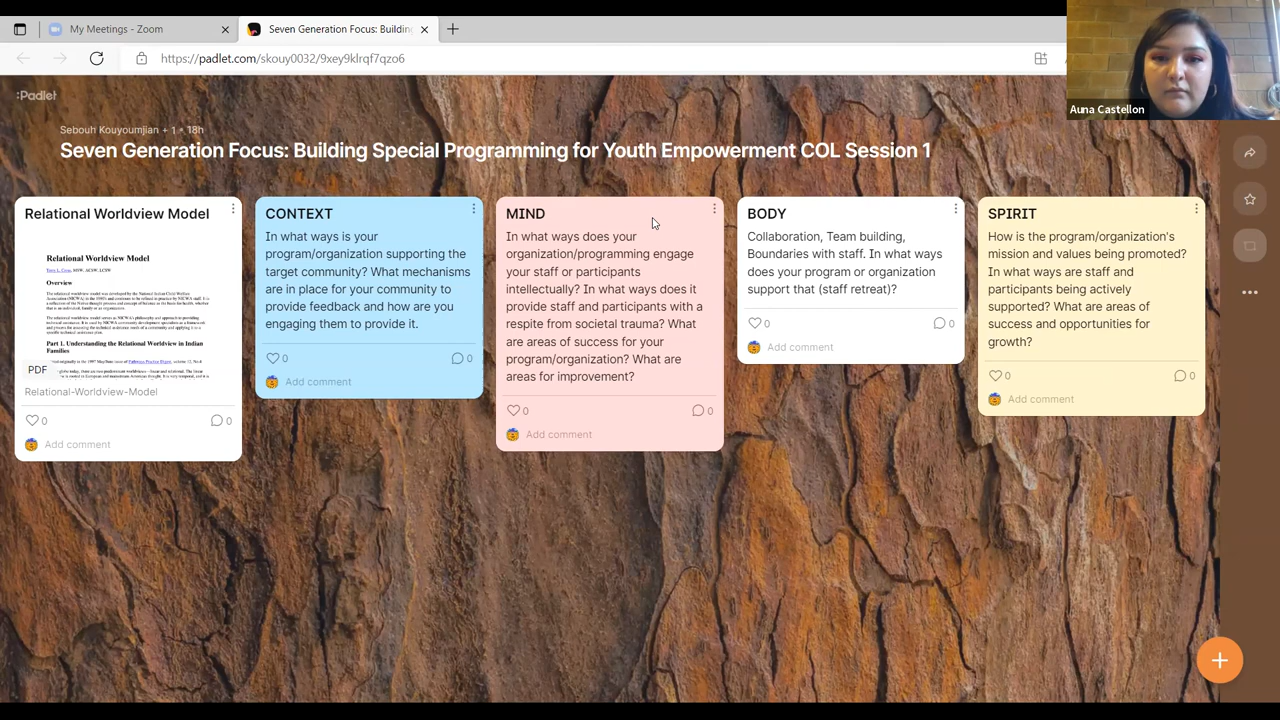 My Meetings - Zoom
Seven Generation Focus: Building
https://padlet.com/skouy0032/9xey9klrqf7qzo6
Auna Castellon
:Padlet
Sebouh Kouyoumjian + 1 • 18h
Seven Generation Focus: Building Special Programming for Youth Empowerment COL Session 1
Relational Worldview Model
Relational Worldview Model
Terry L. Cross, MSW, ACSW, LCSW
Overview
Part 1. Understanding the Relational Worldview in Indian
Families
PDF
Relational-Worldview-Model
0
0
Add comment
CONTEXT
In what ways is your
program/organization supporting the
target community? What mechanisms
are in place for your community to
provide feedback and how are you
engaging them to provide it.
0
0
Add comment
MIND
In what ways does your
organization/programming engage
your staff or participants
intellectually? In what ways does it
provide staff and participants with a
respite from societal trauma? What
are areas of success for your
program/organization? What are
areas for improvement?
0
0
Add comment
BODY
Collaboration, Team building,
Boundaries with staff. In what ways
does your program or organization
support that (staff retreat)?
0
0
Add comment
SPIRIT
How is the program/organization's
mission and values being promoted?
In what ways are staff and
participants being actively
supported? What are areas of
success and opportunities for
growth?
0
0
Add comment